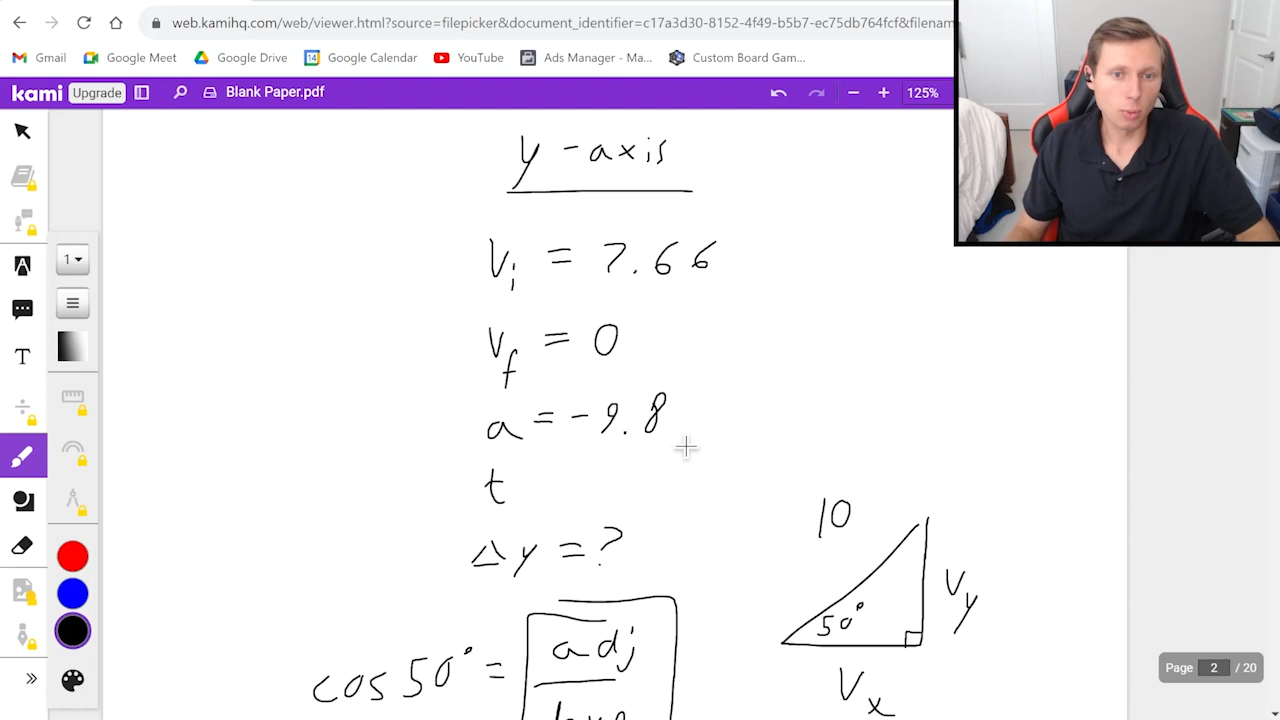 web.kamihq.com/web/viewer.html?source=filepicker&document_identifier=c17a3d30-8152-4f49-b5b7-ec75db764fcf&filenam
Gmail Google Meet Google Drive 14 Google Calendar YouTube Ads Manager - Ma... Custom Board Gam...
kami Upgrade Blank Paper.pdf 125%
y-axis
1
Vi = 7.66
Vf = 0
a = -9.8
T
t
10
Δy = ?
Vy
50°
adj
cos 50° =
Page 2 / 20
Vx